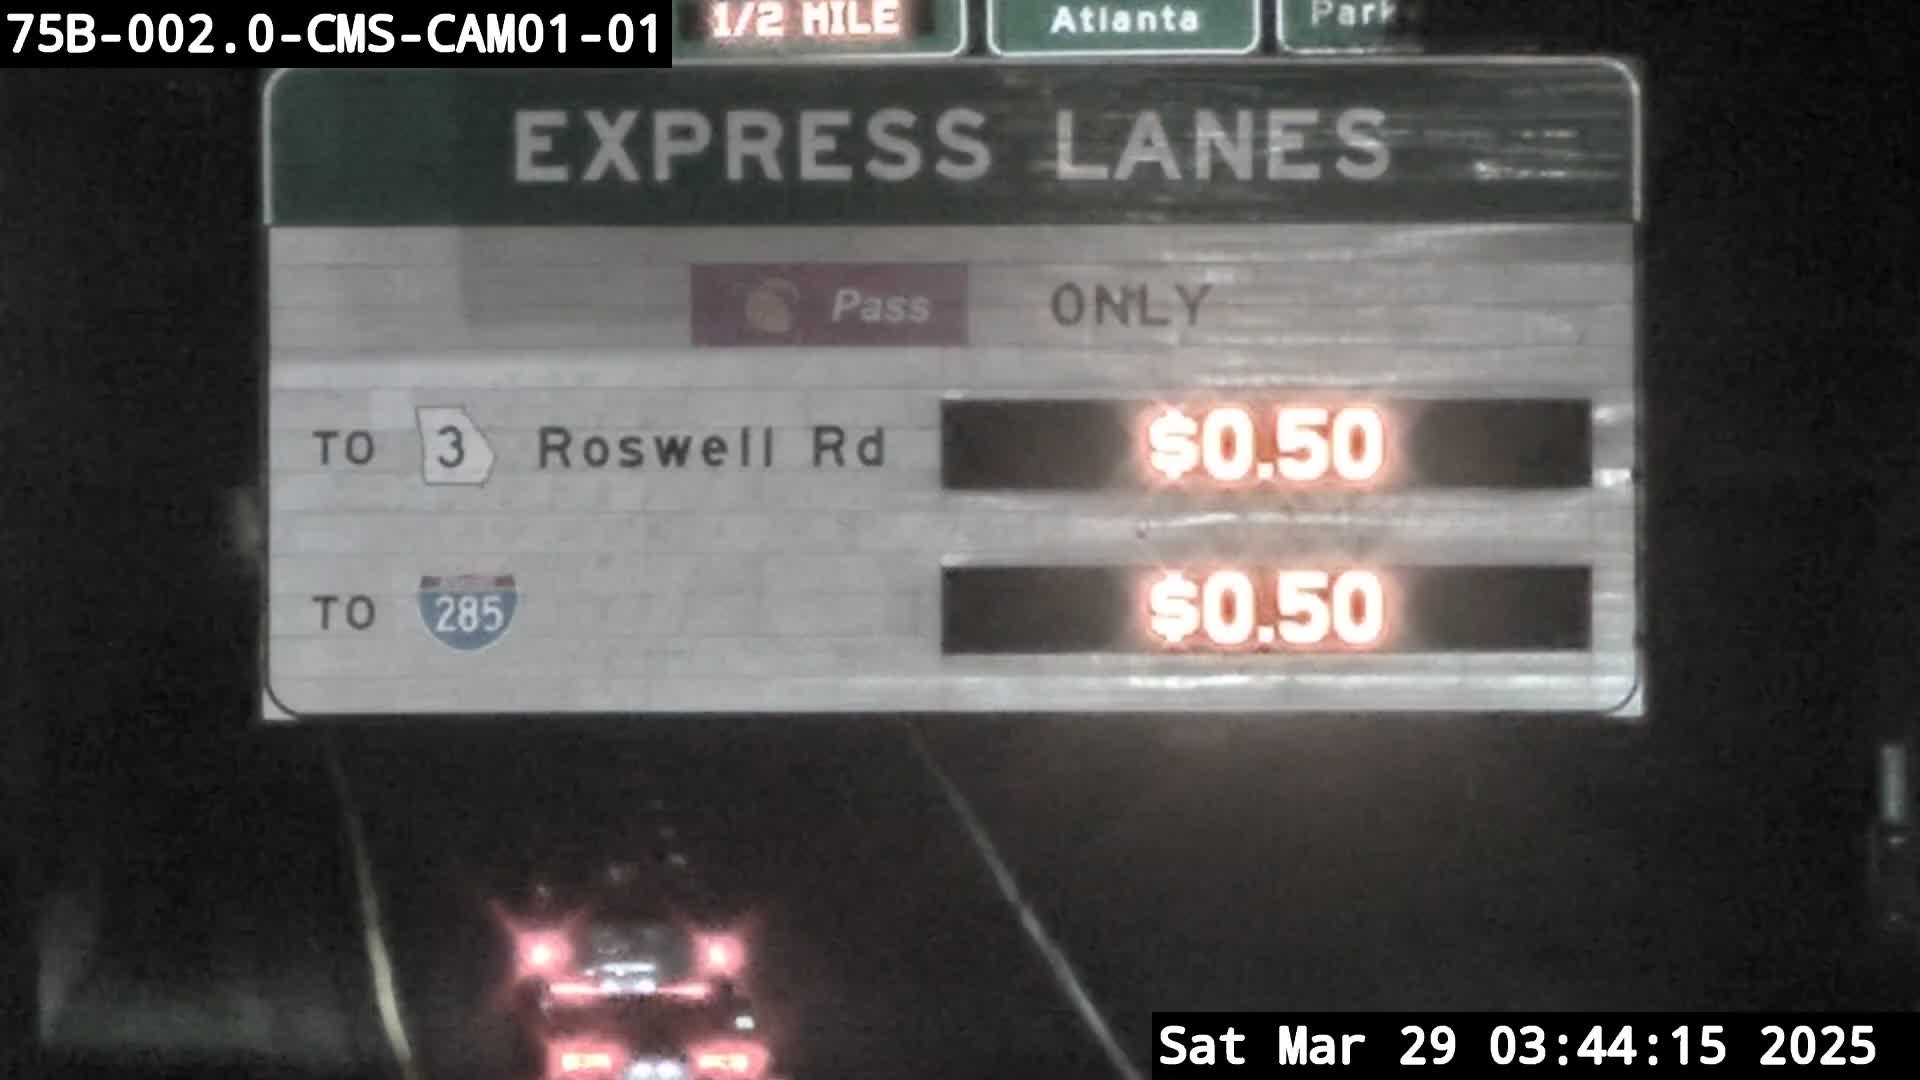 75B-002.0-CMS-CAM01-01
1/2 MILE
Atlanta
Park
EXPRESS LANES
Pass ONLY
TO 3 Roswell Rd $0.50
TO 285 $0.50
Sat Mar 29 03:44:15 2025